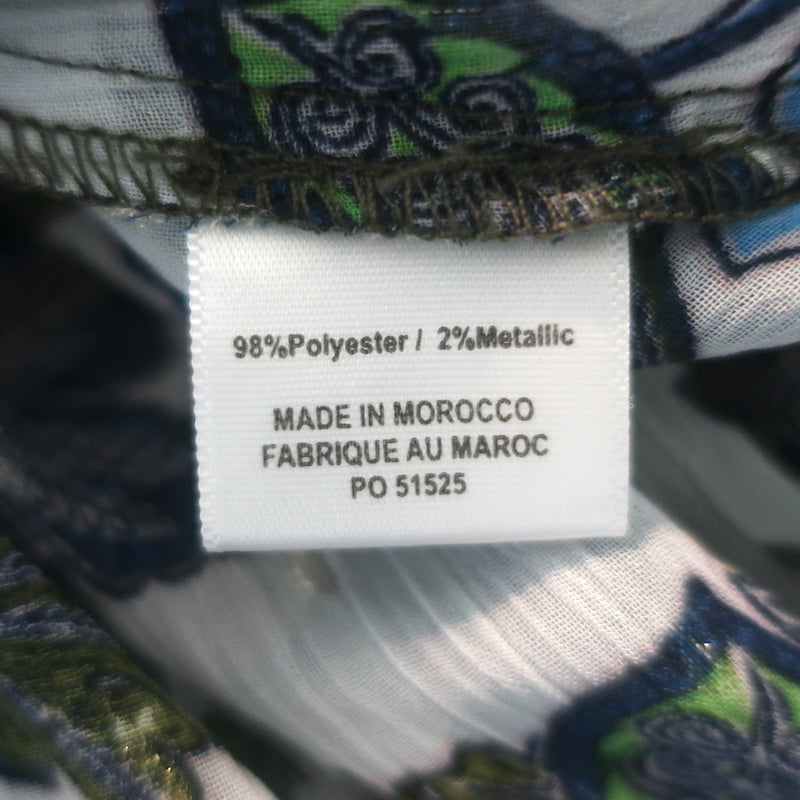 98%Polyester / 2%Metallic
MADE IN MOROCCO
FABRIQUE AU MAROC
PO 51525